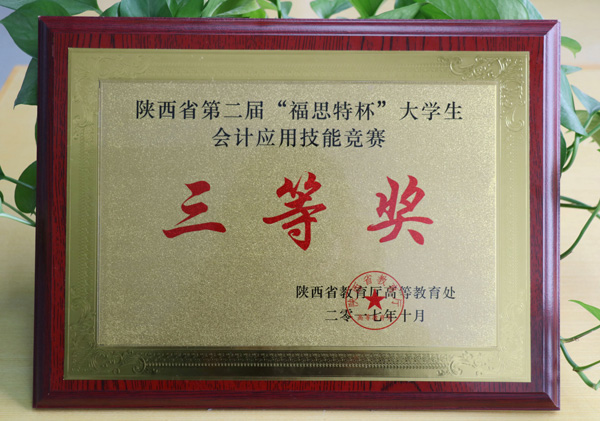 陕西省第二届“福思特杯”大学生
会计应用技能竞赛
三等奖
陕西省教育厅高等教育处
二〇一七年十月